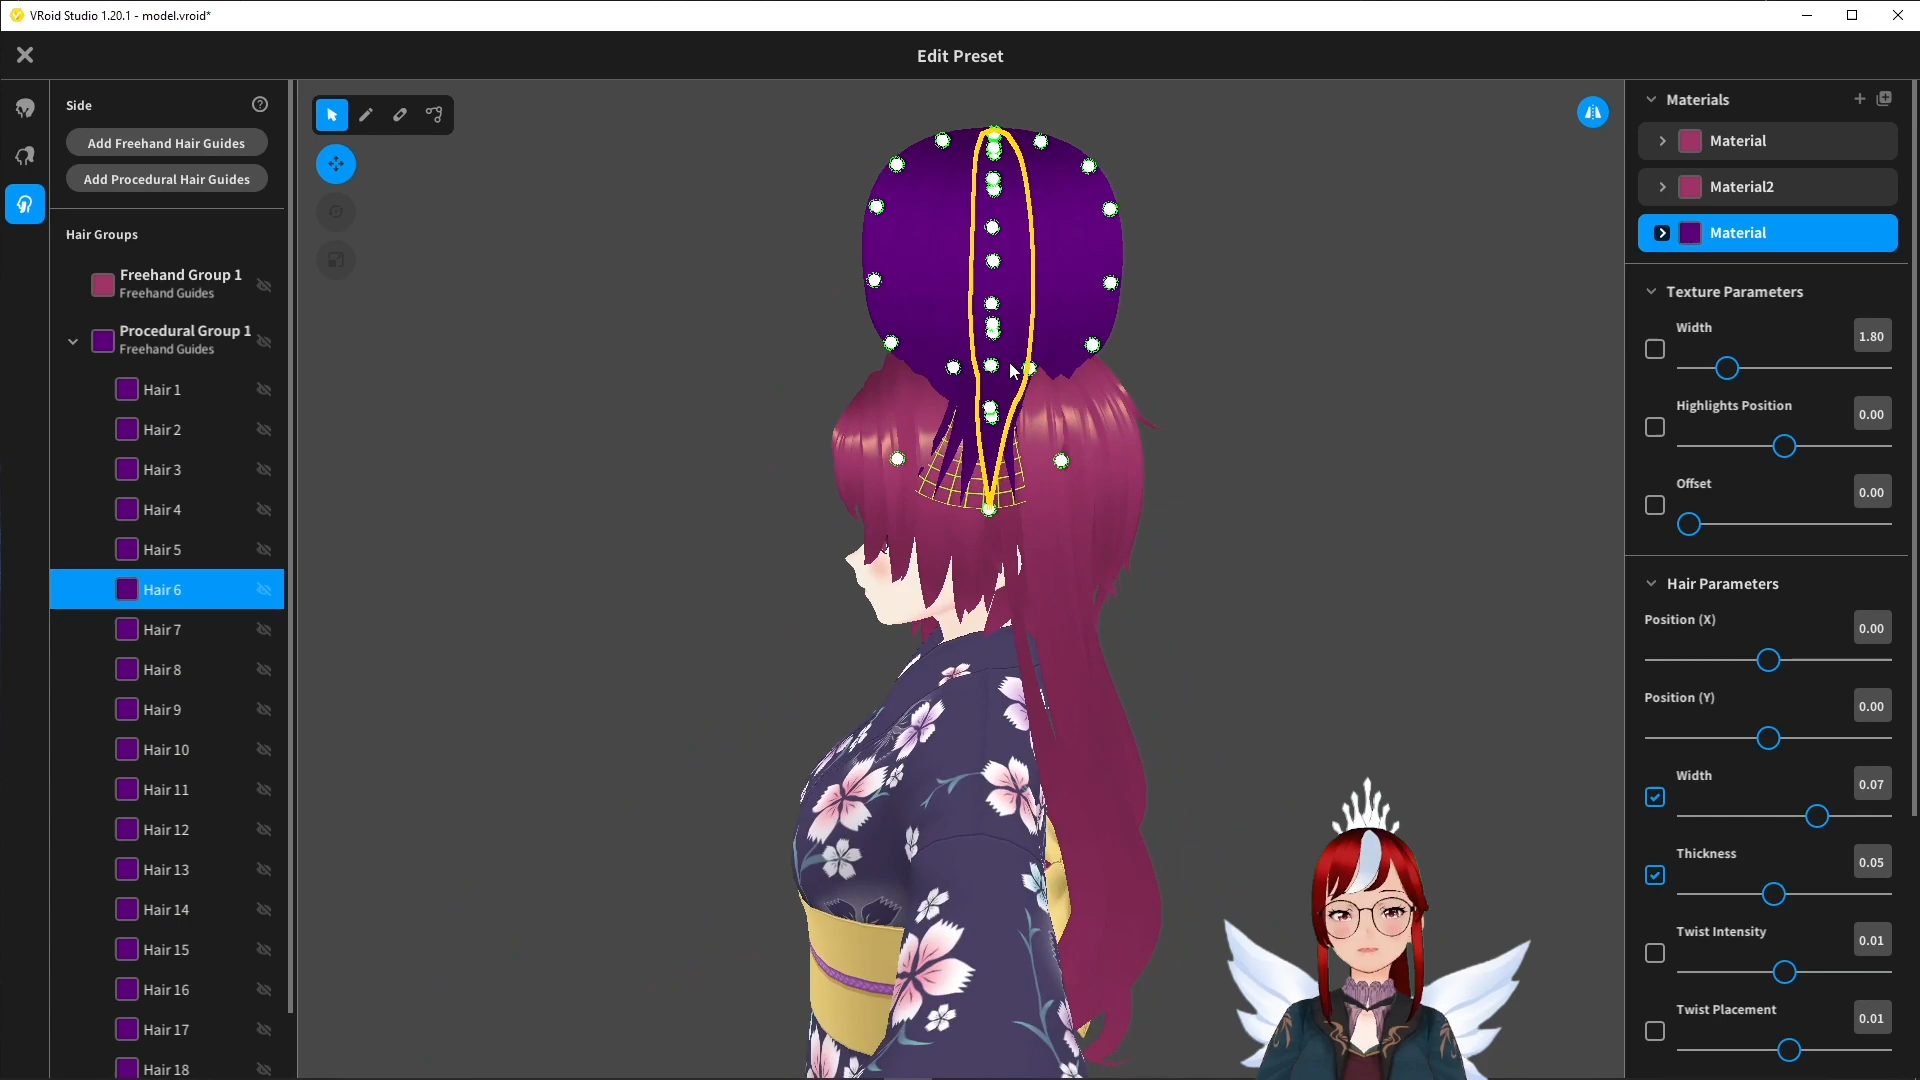 VRoid Studio 1.20.1 - model.vroid*
Edit Preset
Side
Add Freehand Hair Guides
Add Procedural Hair Guides
Hair Groups
Freehand Group 1
Freehand Guides
Procedural Group 1
Freehand Guides
Hair 1
Hair 2
Hair 3
Hair 4
Hair 5
Hair 6
Hair 7
Hair 8
Hair 9
Hair 10
Hair 11
Hair 12
Hair 13
Hair 14
Hair 15
Hair 16
Hair 17
Hair 18
Materials
Material
Material2
Material
Texture Parameters
Width
1.80
Highlights Position
0.00
Offset
0.00
Hair Parameters
Position (X)
0.00
Position (Y)
0.00
Width
0.07
Thickness
0.05
Twist Intensity
0.01
Twist Placement
0.01